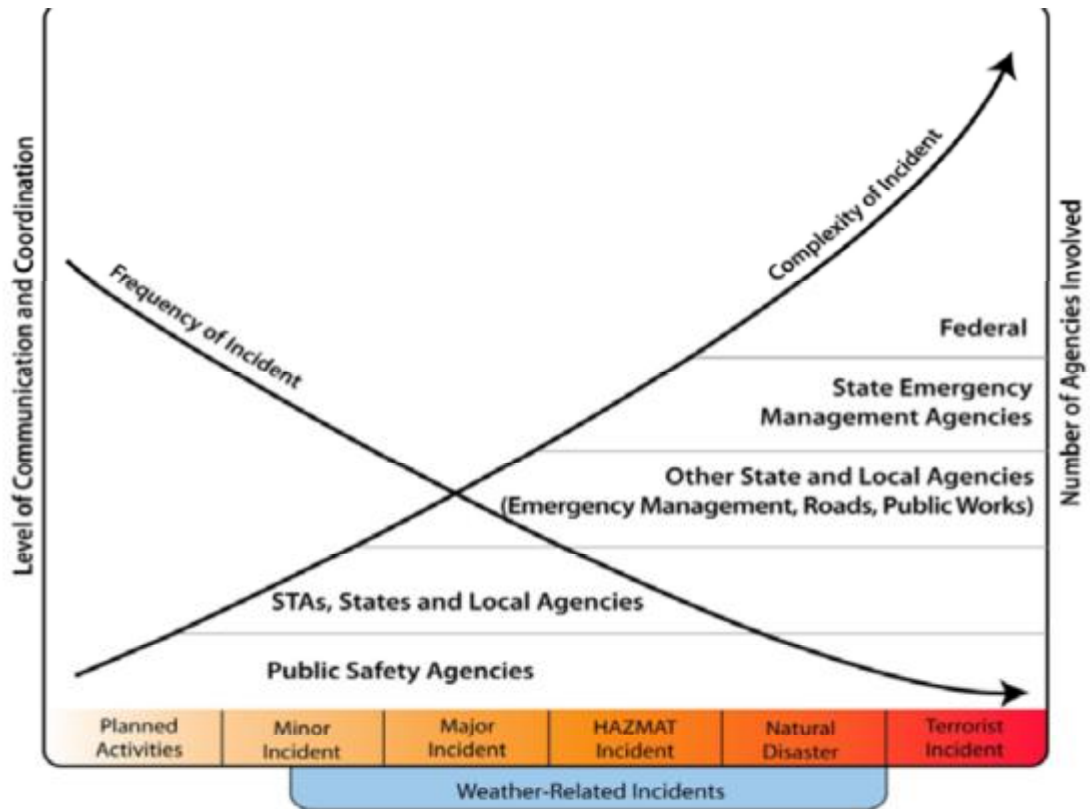 Level of Communication and Coordination
Frequency of Incident
Complexity of Incident
Number of Agencies Involved
Federal
State Emergency
Management Agencies
Other State and Local Agencies
(Emergency Management, Roads, Public Works)
STAs, States and Local Agencies
Public Safety Agencies
Planned
Activities
Minor
Incident
Major
Incident
HAZMAT
Incident
Natural
Disaster
Terrorist
Incident
Weather-Related Incidents